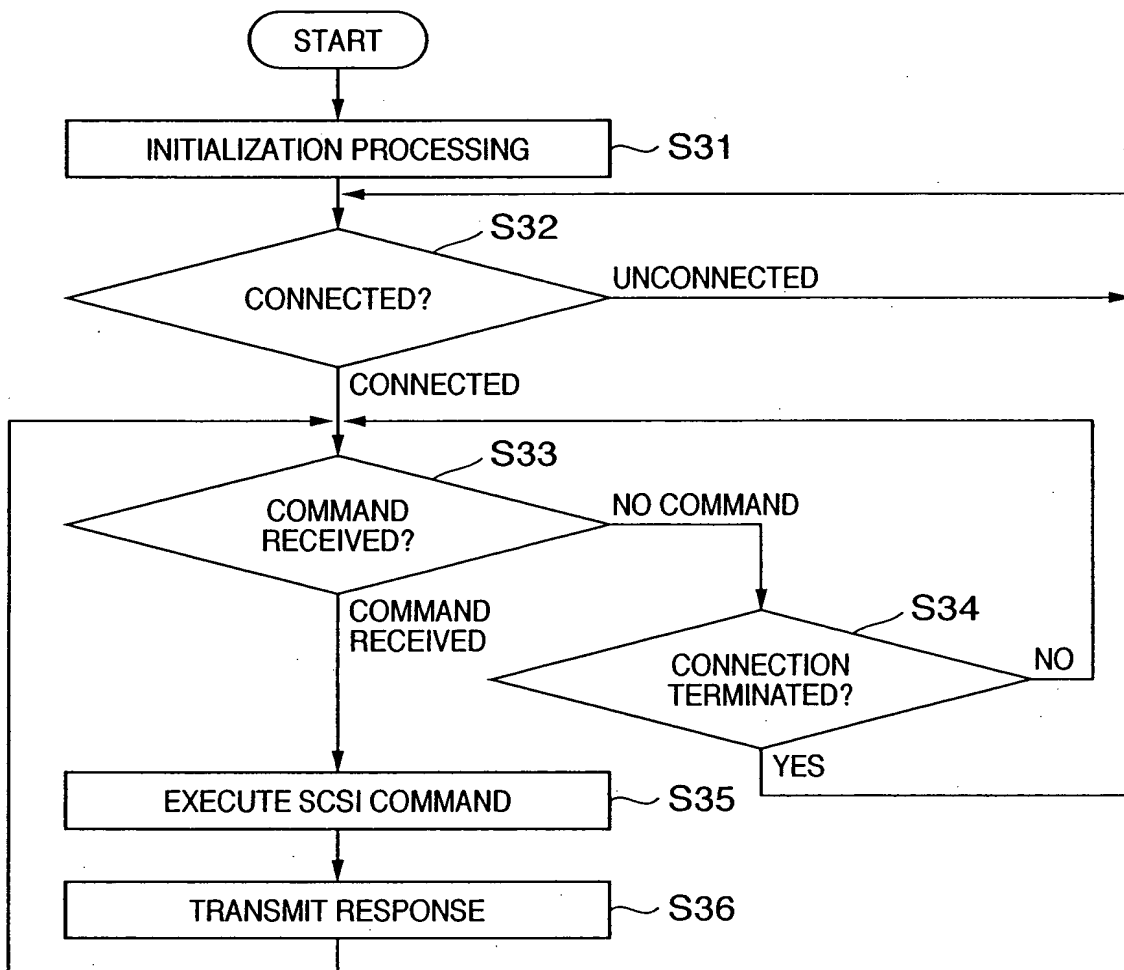 START
INITIALIZATION PROCESSING
S31
S32
CONNECTED?
UNCONNECTED
CONNECTED
S33
COMMAND
RECEIVED?
NO COMMAND
COMMAND
RECEIVED
S34
CONNECTION
TERMINATED?
NO
YES
EXECUTE SCSI COMMAND
S35
TRANSMIT RESPONSE
S36